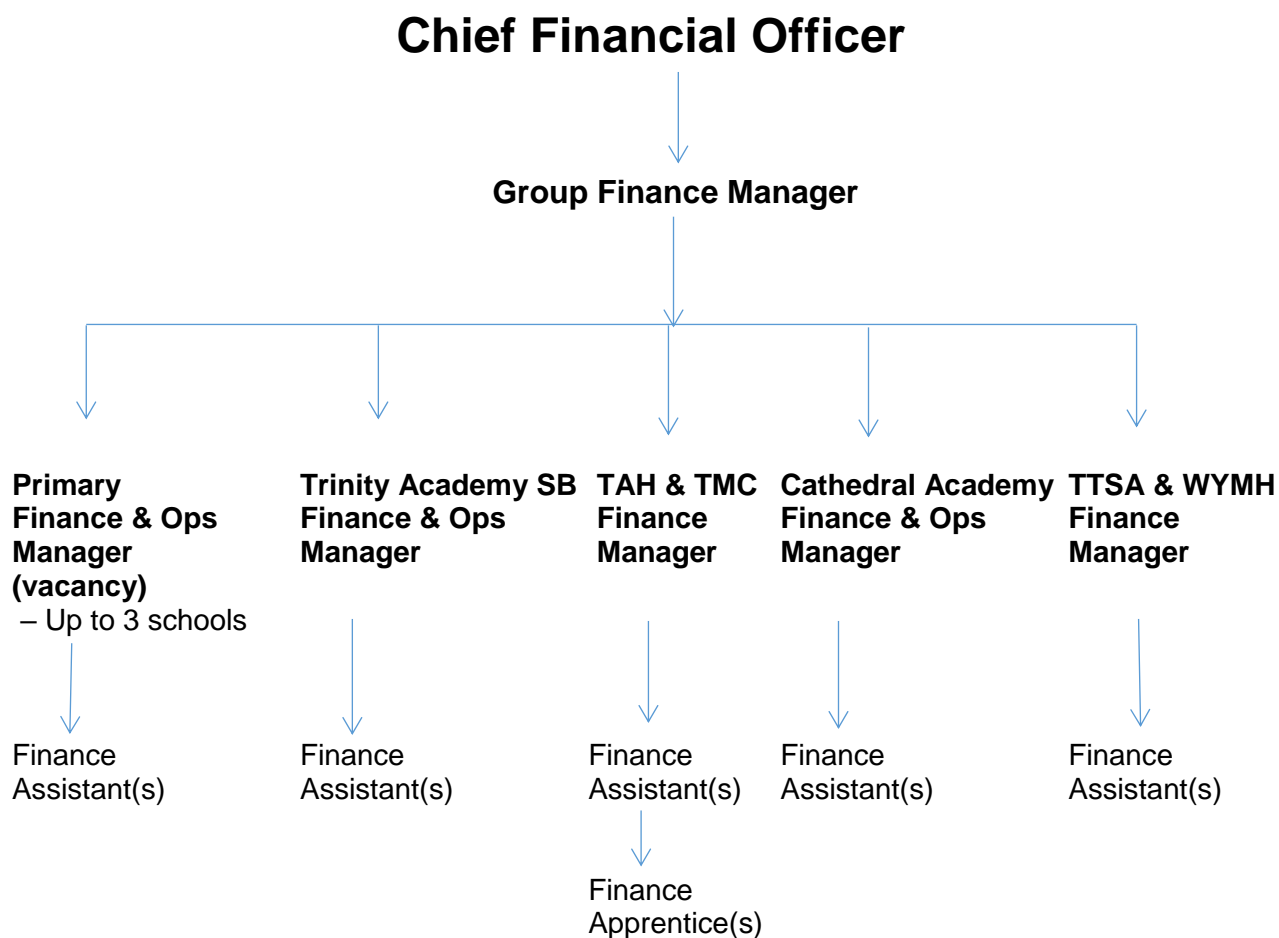 Chief Financial Officer
Group Finance Manager
Primary
Finance & Ops
Manager
(vacancy)
– Up to 3 schools
Trinity Academy SB
Finance & Ops
Manager
TAH & TMC
Finance
Manager
Cathedral Academy
Finance & Ops
Manager
TTSA & WYMH
Finance
Manager
Finance
Assistant(s)
Finance
Assistant(s)
Finance
Assistant(s)
Finance
Assistant(s)
Finance
Assistant(s)
Finance
Apprentice(s)